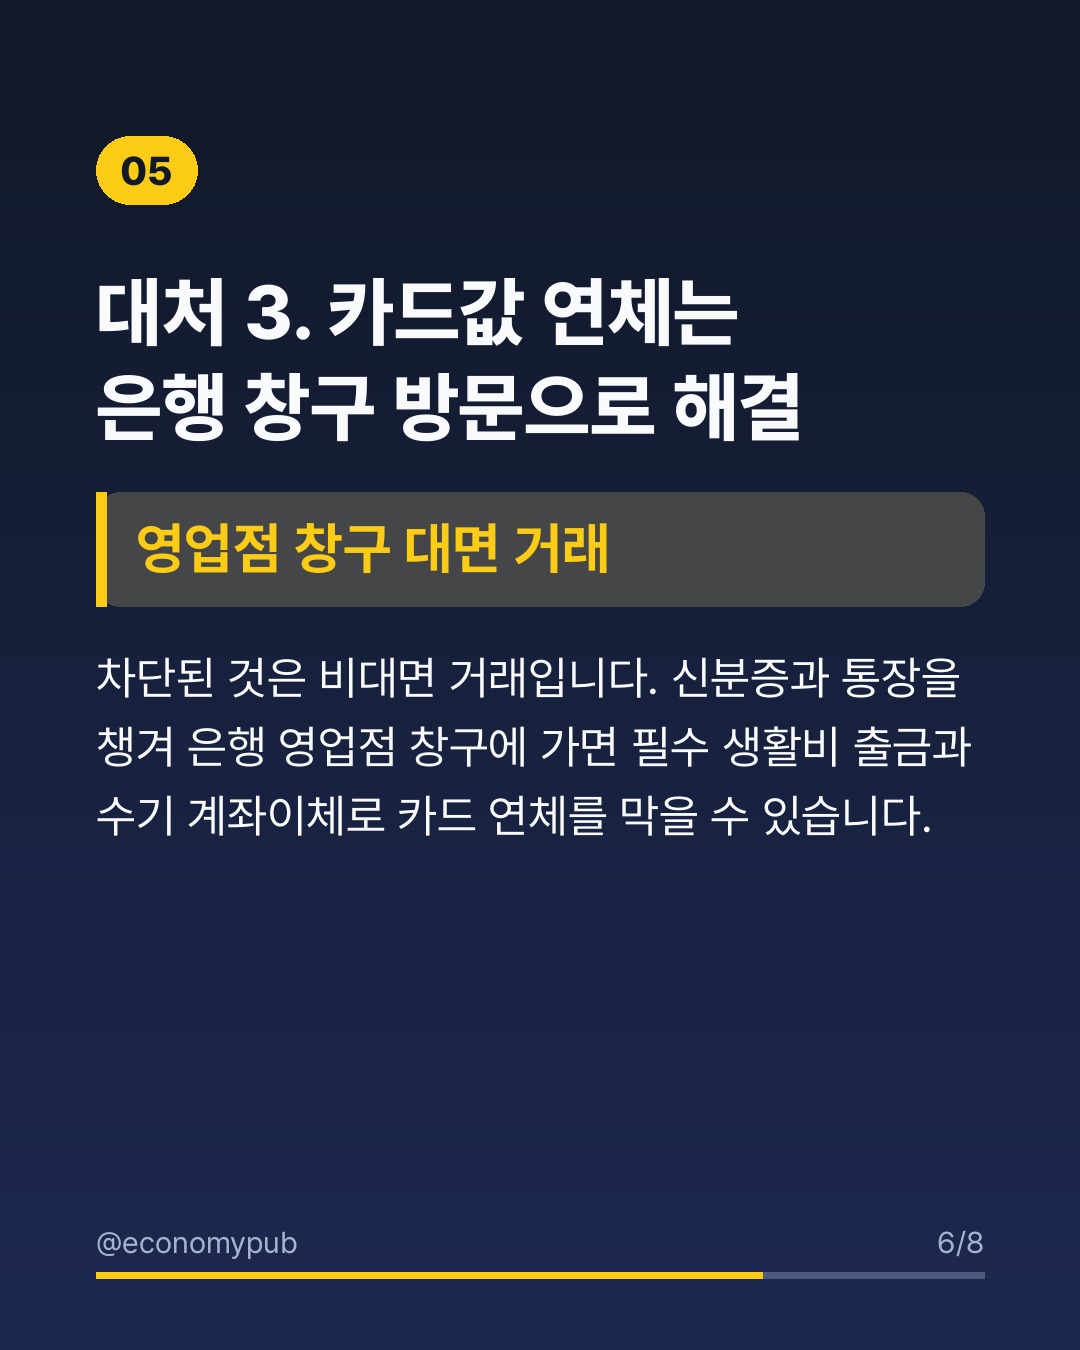 05
대처 3. 카드값 연체는
은행 창구 방문으로 해결
영업점 창구 대면 거래
차단된 것은 비대면 거래입니다. 신분증과 통장을
챙겨 은행 영업점 창구에 가면 필수 생활비 출금과
수기 계좌이체로 카드 연체를 막을 수 있습니다.
@economypub
6/8